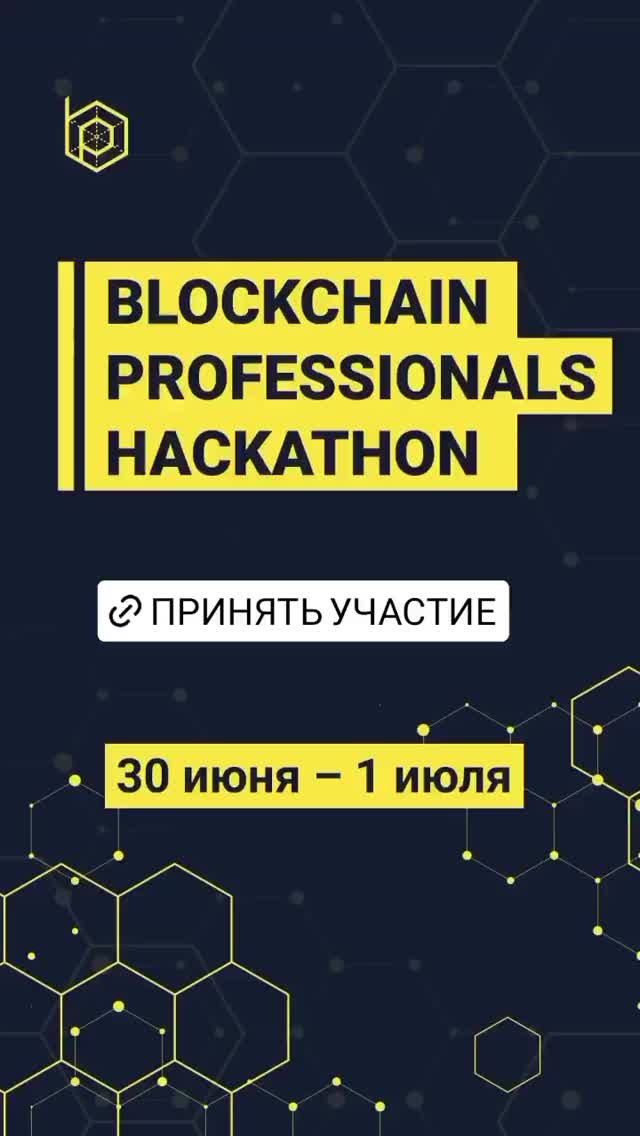 BLOCKCHAIN
PROFESSIONALS
HACKATHON
ПРИНЯТЬ УЧАСТИЕ
30 июня – 1 июля